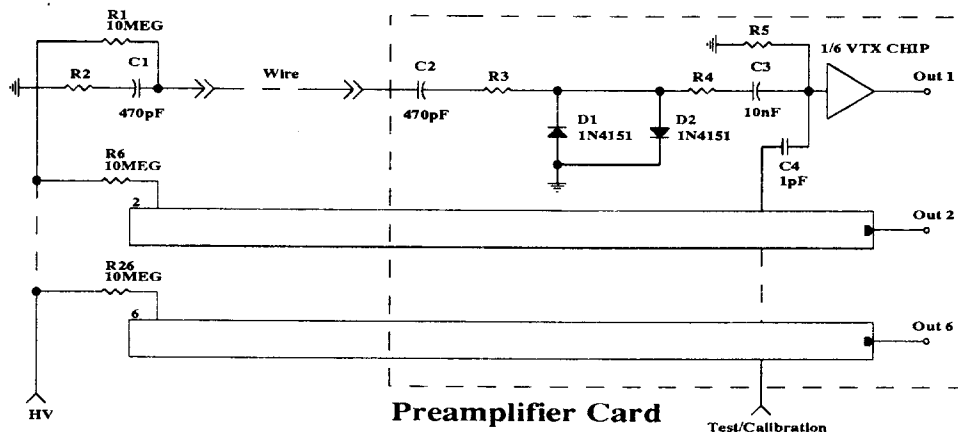 R1
10MEG
R5
1/6 VTX CHIP
R2
C1
Wire
C2
R3
R4
C3
Out 1
470pF
470pF
D1
1N4151
D2
1N4151
10nF
C4
1pF
R6
10MEG
2
Out 2
R26
10MEG
6
Out 6
HV
Preamplifier Card
Test/Calibration